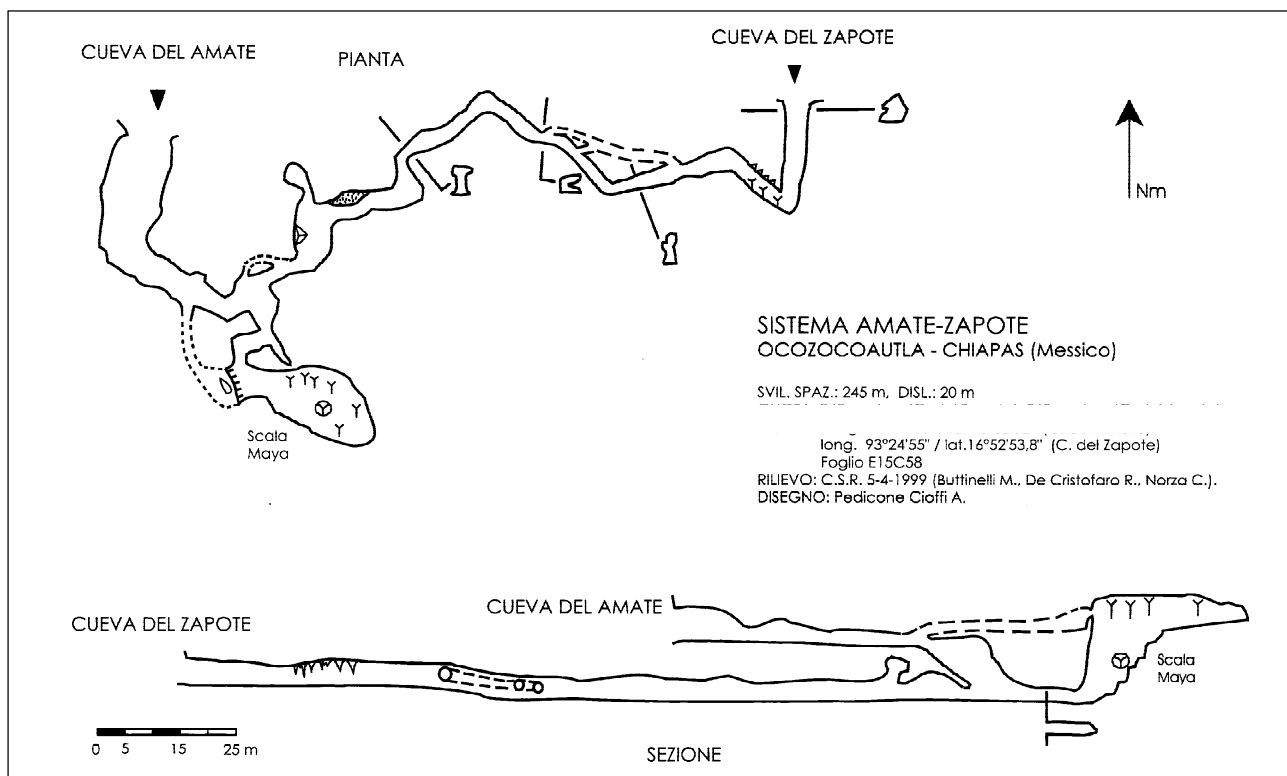 CUEVA DEL AMATE
PIANTA
CUEVA DEL ZAPOTE
Nm
Scala
Maya
SISTEMA AMATE-ZAPOTE
OCOZOCOAUTLA - CHIAPAS (Messico)
SVIL. SPAZ.: 245 m, DISL.: 20 m
long. 93°24'55" / lat.16°52'53,8" (C. del Zapote)
Foglio E15C58
RILIEVO: C.S.R. 5-4-1999 (Buttinelli M., De Cristofaro R., Norza C.).
DISEGNO: Pedicone Cioffi A.
CUEVA DEL ZAPOTE
CUEVA DEL AMATE
Scala
Maya
0 5 15 25 m
SEZIONE